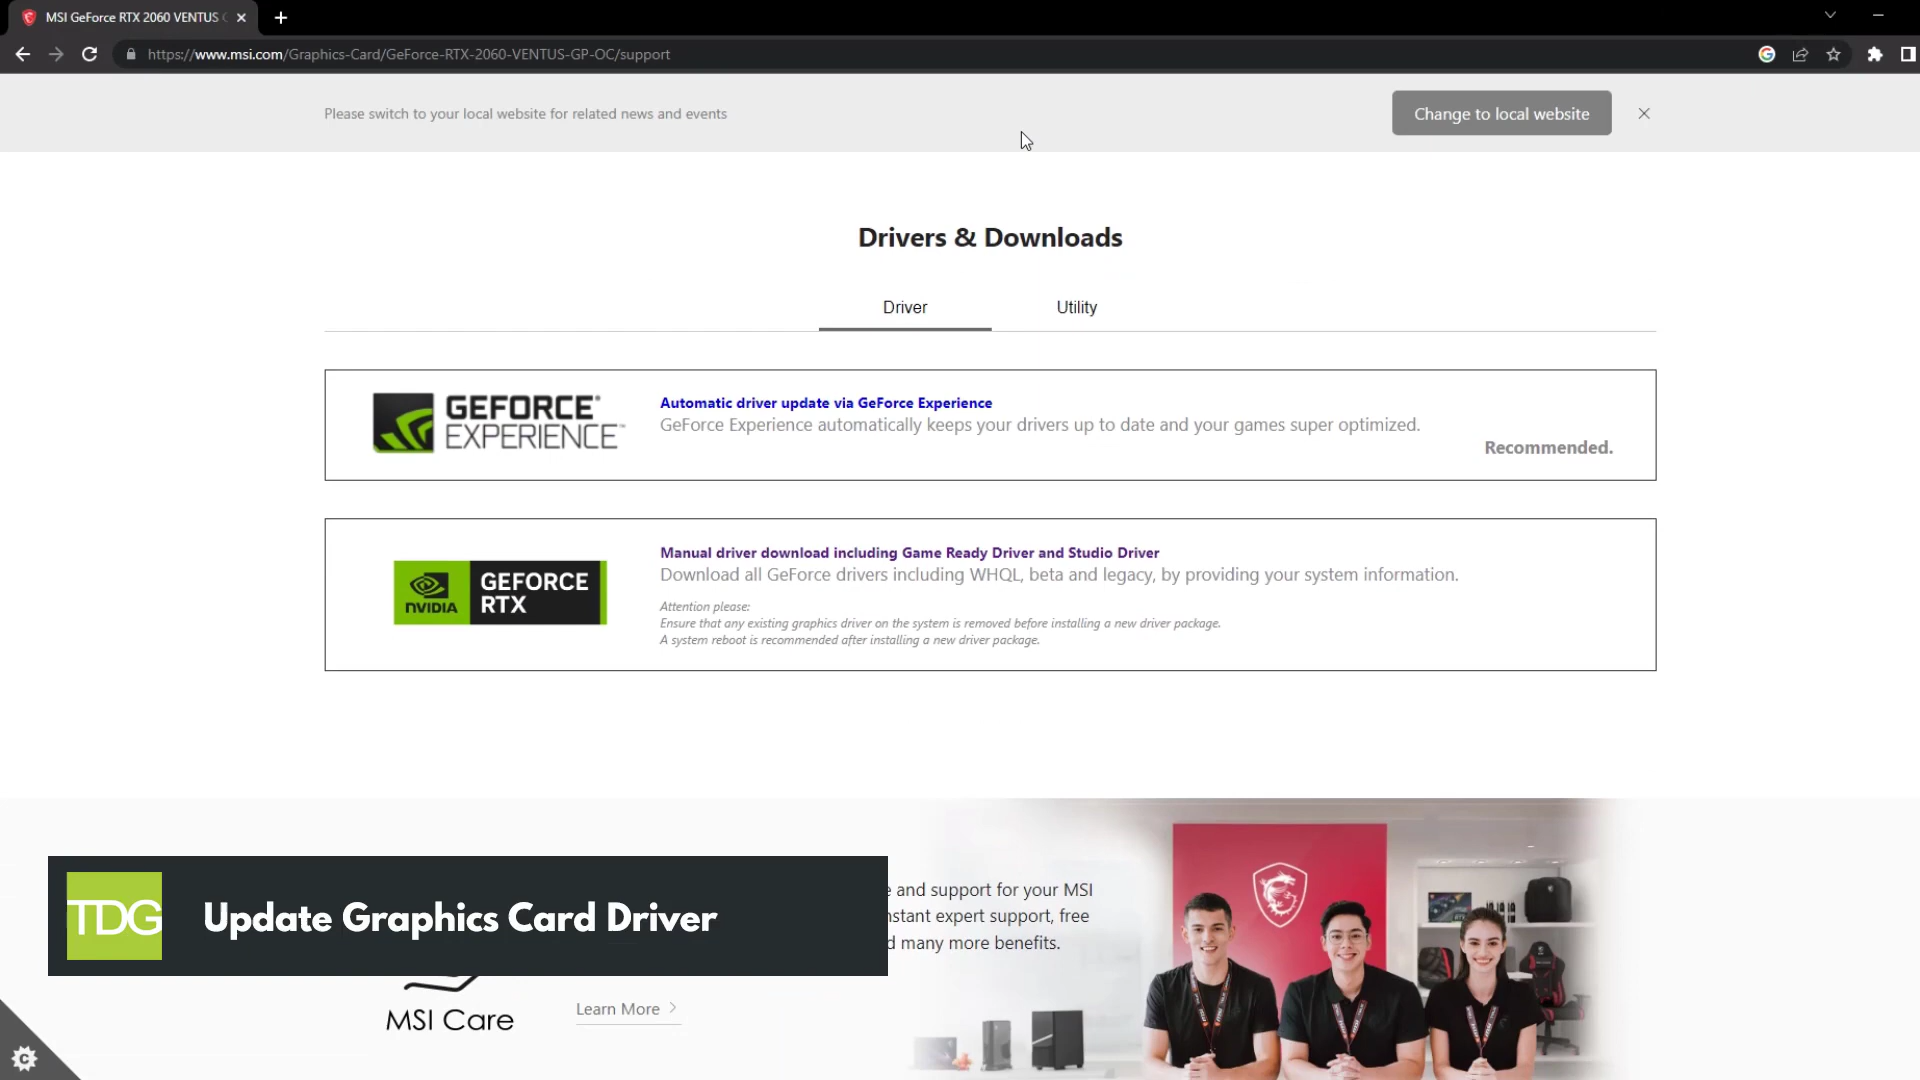 MSI GeForce RTX 2060 VENTUS
https://www.msi.com/Graphics-Card/GeForce-RTX-2060-VENTUS-GP-OC/support
Please switch to your local website for related news and events
Change to local website
Drivers & Downloads
Driver
Utility
GEFORCE®
EXPERIENCE™
Automatic driver update via GeForce Experience
GeForce Experience automatically keeps your drivers up to date and your games super optimized.
Recommended.
NVIDIA
GEFORCE
RTX
Manual driver download including Game Ready Driver and Studio Driver
Download all GeForce drivers including WHQL, beta and legacy, by providing your system information.
Attention please:
Ensure that any existing graphics driver on the system is removed before installing a new driver package.
A system reboot is recommended after installing a new driver package.
e and support for your MSI
nstant expert support, free
d many more benefits.
TDG
Update Graphics Card Driver
MSI Care
Learn More